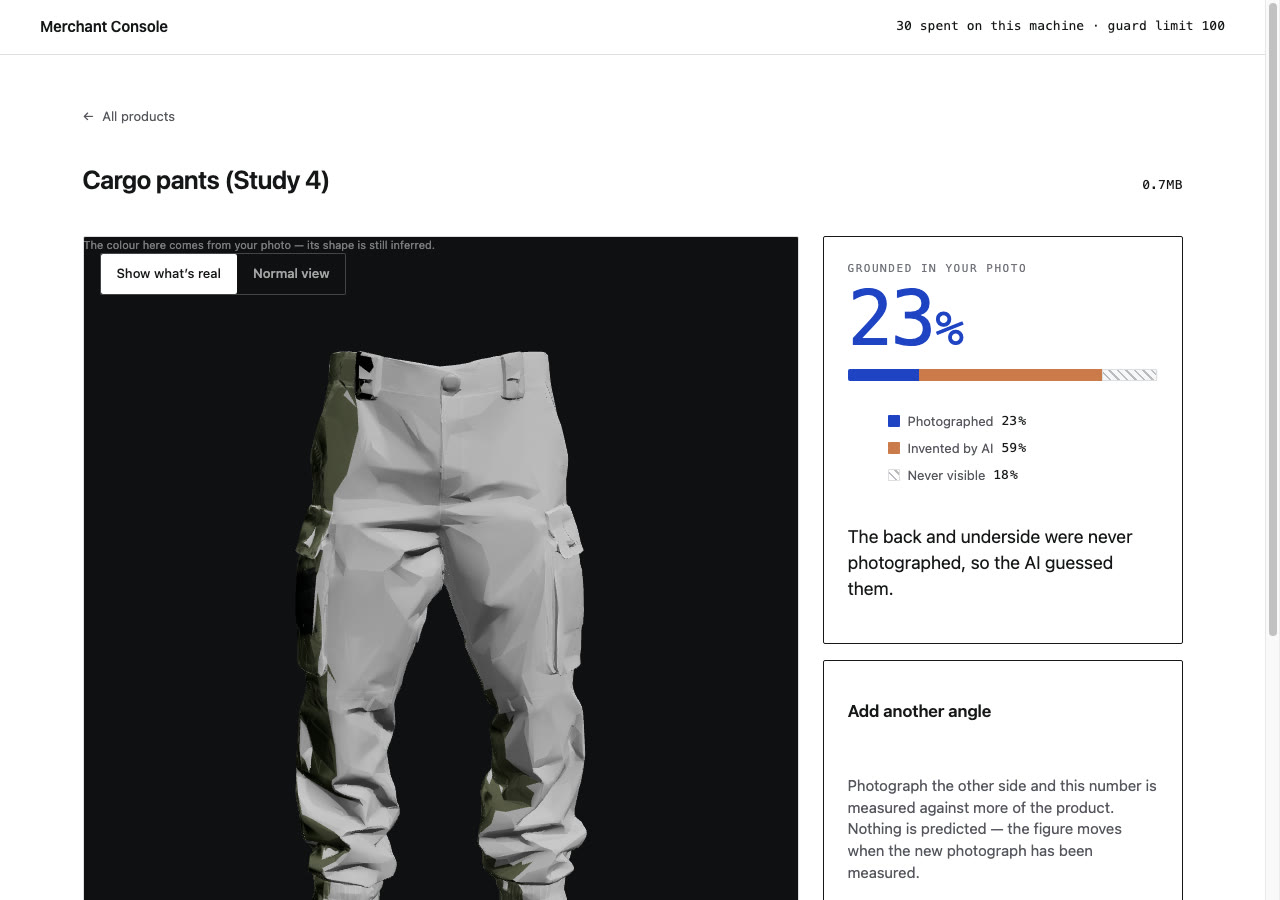 Merchant Console
30 spent on this machine · guard limit 100
← All products
Cargo pants (Study 4)
0.7MB
The colour here comes from your photo — its shape is still inferred.
Show what's real
Normal view
GROUNDED IN YOUR PHOTO
23%
Photographed 23%
Invented by AI 59%
Never visible 18%
The back and underside were never
photographed, so the AI guessed
them.
Add another angle
Photograph the other side and this number is
measured against more of the product.
Nothing is predicted — the figure moves
when the new photograph has been
measured.